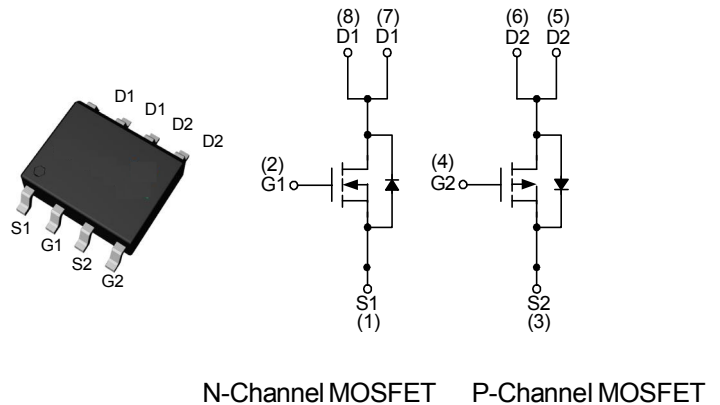 (8) (7)
D1 D1
(6) (5)
D2 D2
D1
D1
D2
D2
(2)
G1
(4)
G2
S1
G1
S2
G2
S1
(1)
S2
(3)
N-Channel MOSFET P-Channel MOSFET